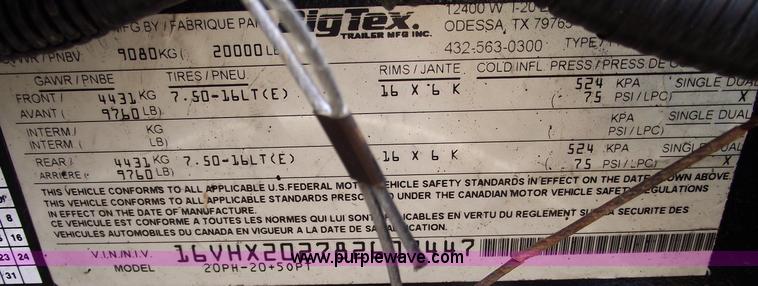 MFG BY / FABRIQUE PAR BigTex. 12400 W I-20
TRAILER MFG INC. ODESSA, TX 79765
GVWR / PNBV 9080 KG ( 20000 LB 432-563-0300 TYPE /
GAWR / PNBE TIRES / PNEU RIMS / JANTE COLD INFL PRESS / PRESS DE
FRONT / 4431 KG 7.50-16LT(E) 16 X 6 K 524 KPA SINGLE DUAL
AVANT ( 9760 LB) ( 75 PSI / LPC) X
INTERM / KG KPA SINGLE DUAL
INTERM ( LB) ( PSI / LPC)
REAR / 4431 KG 7.50-16LT(E) 16 X 6 K 524 KPA SINGLE DUAL
ARRIÈRE ( 9760 LB) ( 75 PSI / LPC) X
THIS VEHICLE CONFORMS TO ALL APPLICABLE U.S. FEDERAL MOTOR VEHICLE SAFETY STANDARDS IN EFFECT ON THE DATE SHOWN ABOVE.
THIS VEHICLE CONFORMS TO ALL APPLICABLE STANDARDS PRESCRIBED UNDER THE CANADIAN MOTOR VEHICLE SAFETY REGULATIONS
IN EFFECT ON THE DATE OF MANUFACTURE.
CE VEHICULE EST CONFORME A TOUTES LES NORMES QUI LUI SONT APPLICABLES EN VERTU DU REGLEMENT SUR LA SECURITE DES
VEHICULES AUTOMOBILES DU CANADA EN VIGUEUR A LA DATE DE SA FABRICATION.
V.I.N./N.I.V.
MODEL 20PH-20+50PT
8
15 16
23 24
31
www.purplewave.com